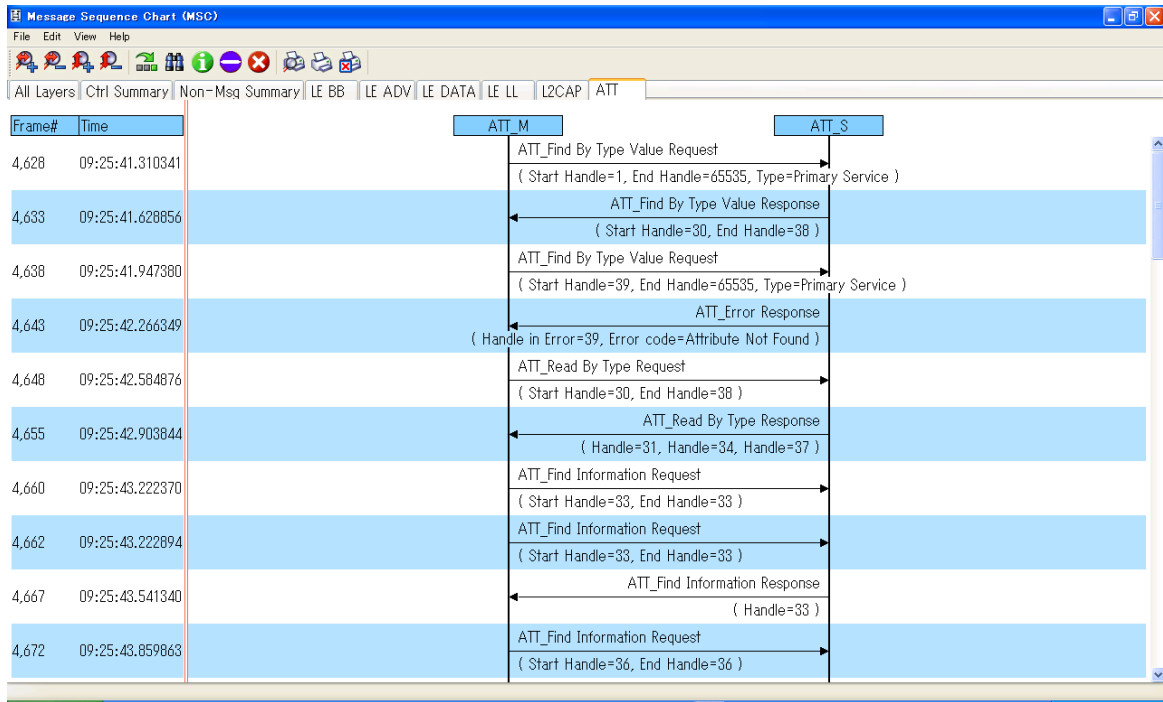 Message Sequence Chart (MSC)
File Edit View Help
All Layers Ctrl Summary Non-Msg Summary LE BB LE ADV LE DATA LE LL L2CAP ATT
Frame# Time ATT_M ATT_S
ATT_Find By Type Value Request
4,628 09:25:41.310341
( Start Handle=1, End Handle=65535, Type=Primary Service )
ATT_Find By Type Value Response
4,633 09:25:41.628856
( Start Handle=30, End Handle=38 )
ATT_Find By Type Value Request
4,638 09:25:41.947380
( Start Handle=39, End Handle=65535, Type=Primary Service )
ATT_Error Response
4,643 09:25:42.266349
( Handle in Error=39, Error code=Attribute Not Found )
ATT_Read By Type Request
4,648 09:25:42.584876
( Start Handle=30, End Handle=38 )
ATT_Read By Type Response
4,655 09:25:42.903844
( Handle=31, Handle=34, Handle=37 )
ATT_Find Information Request
4,660 09:25:43.222370
( Start Handle=33, End Handle=33 )
ATT_Find Information Request
4,662 09:25:43.222894
( Start Handle=33, End Handle=33 )
ATT_Find Information Response
4,667 09:25:43.541340
( Handle=33 )
ATT_Find Information Request
4,672 09:25:43.859863
( Start Handle=36, End Handle=36 )